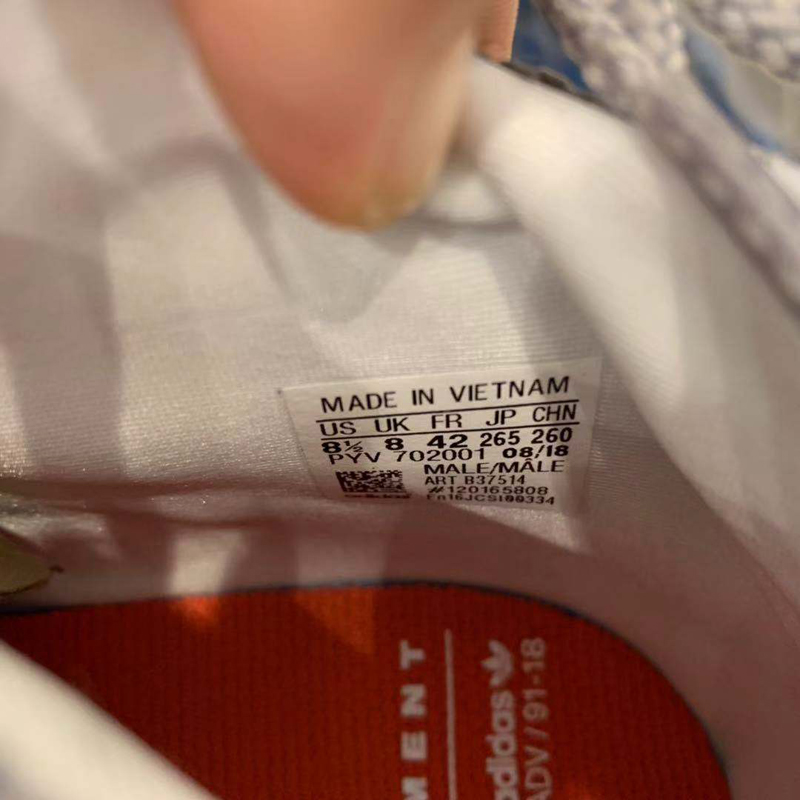 MADE IN VIETNAM
US UK FR JP CHN
8½ 8 42 265 260
PYV 702001 08/18
MALE/MÂLE
ART B37514
#120165808
MENT
adidas
ADV / 91-18